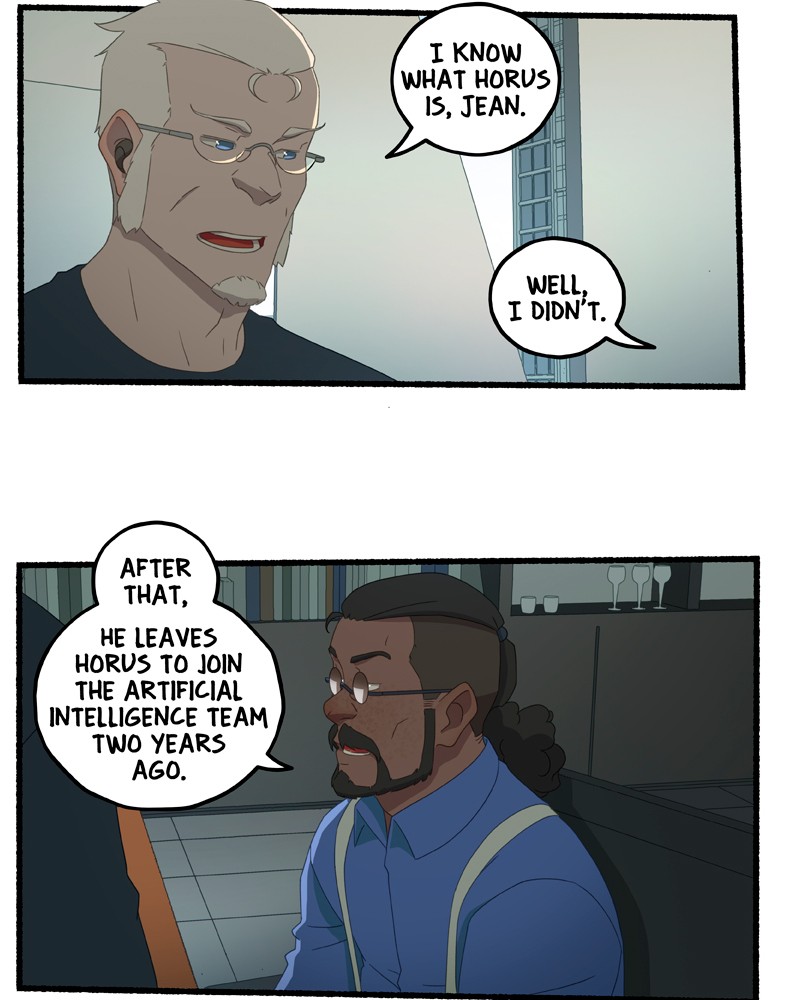 I KNOW
WHAT HORUS
IS, JEAN.
WELL,
I DIDN'T.
AFTER
THAT,
HE LEAVES
HORUS TO JOIN
THE ARTIFICIAL
INTELLIGENCE TEAM
TWO YEARS
AGO.